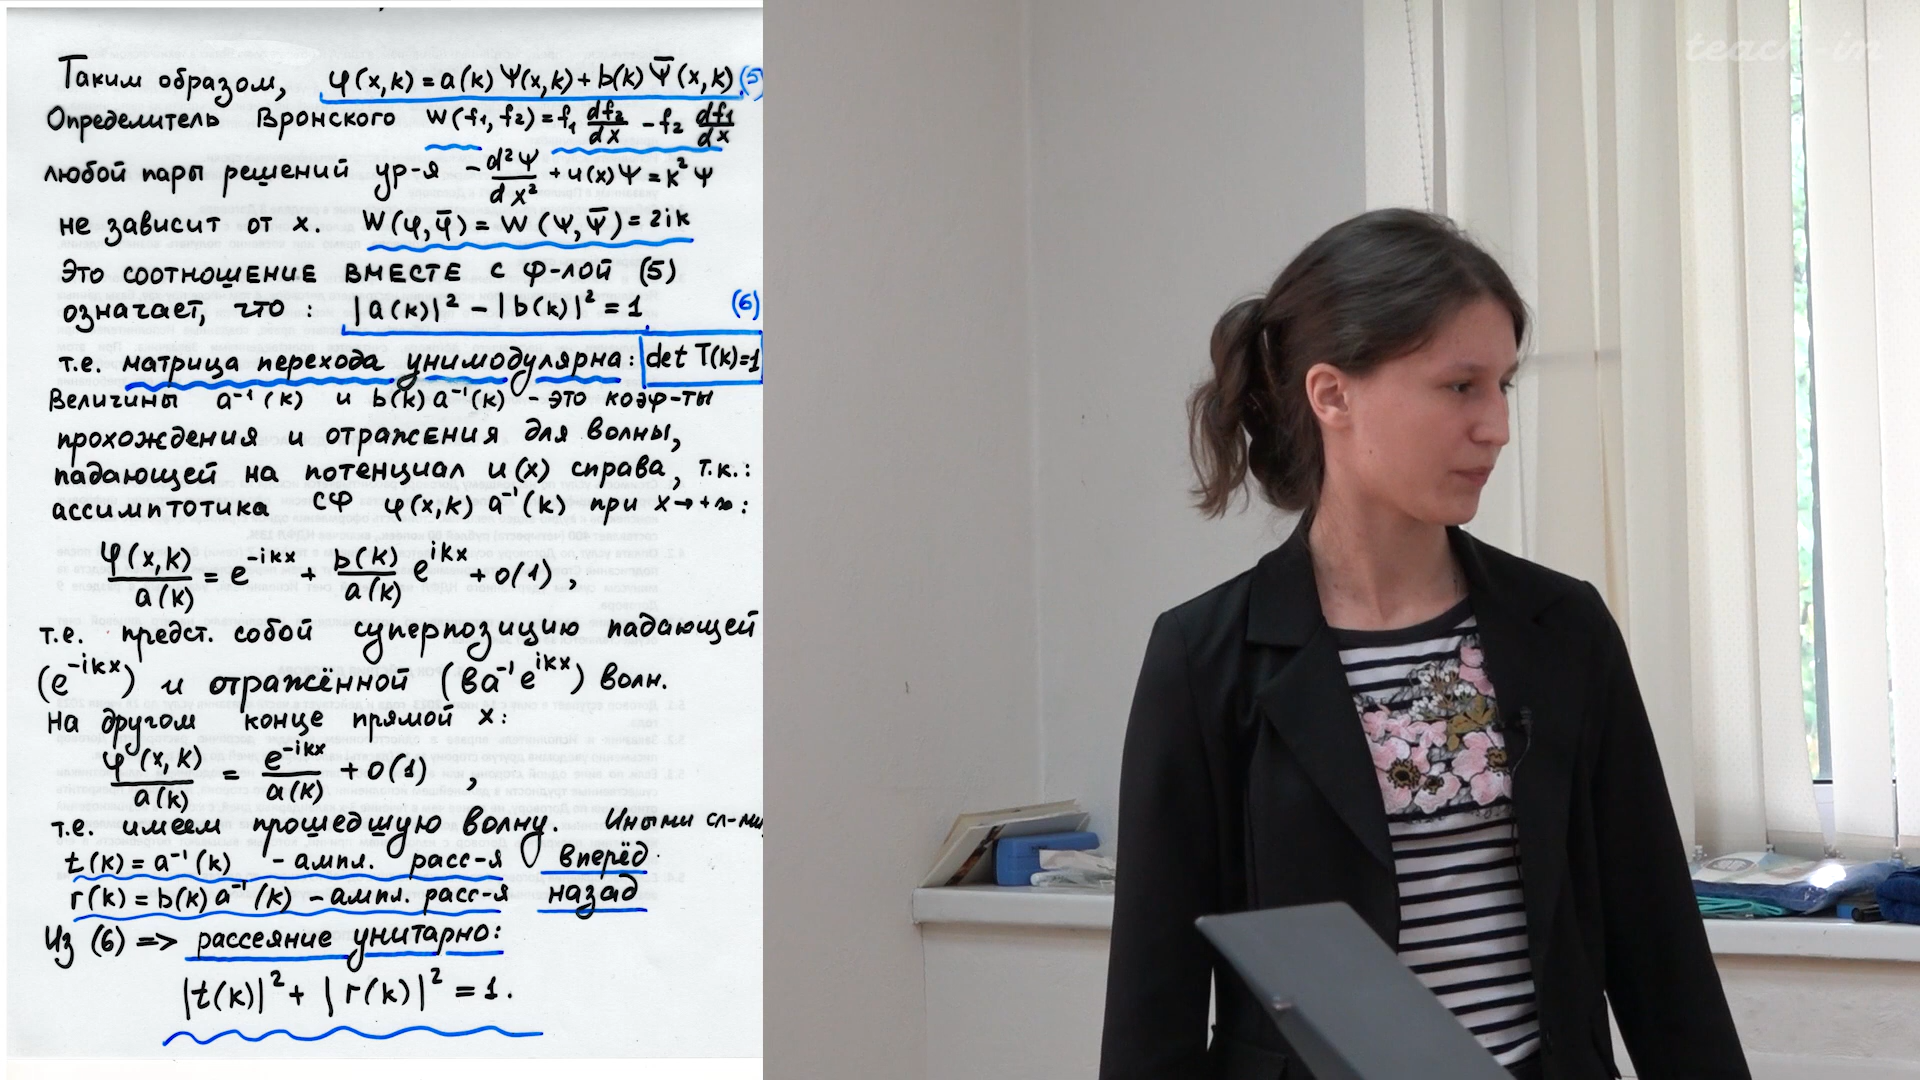 Таким образом, φ(x,k) = a(k) Ψ(x,k) + b(k) Ψ̅(x,k) (5)
Определитель Вронского W(f₁, f₂) = f₁ df₂/dx - f₂ df₁/dx
любой пары решений ур-я - d²Ψ/dx² + u(x)Ψ = k²Ψ
не зависит от x. W(φ, φ̅) = W(Ψ, Ψ̅) = 2ik
Это соотношение вместе с ф-лой (5)
означает, что: |a(k)|² - |b(k)|² = 1 (6)
т.е. матрица перехода унимодулярна: det T(k)=1
Величины a⁻¹(k) и b(k) a⁻¹(k) - это коэф-ты
прохождения и отражения для волны,
падающей на потенциал u(x) справа, т.к.:
ассимптотика СФ φ(x,k) a⁻¹(k) при x→+∞:
φ(x,k)/a(k) = e^{-ikx} + b(k)/a(k) e^{ikx} + o(1),
т.е. предст. собой суперпозицию падающей
(e^{-ikx}) и отражённой (ba⁻¹e^{ikx}) волн.
На другом конце прямой x:
φ(x,k)/a(k) = e^{-ikx}/a(k) + o(1),
т.е. имеем прошедшую волну. Иными сл-ми
t(k) = a⁻¹(k) - ампл. расс-я вперёд
r(k) = b(k) a⁻¹(k) - ампл. расс-я назад
Из (6) => рассеяние унитарно:
|t(k)|² + |r(k)|² = 1.
teach-in